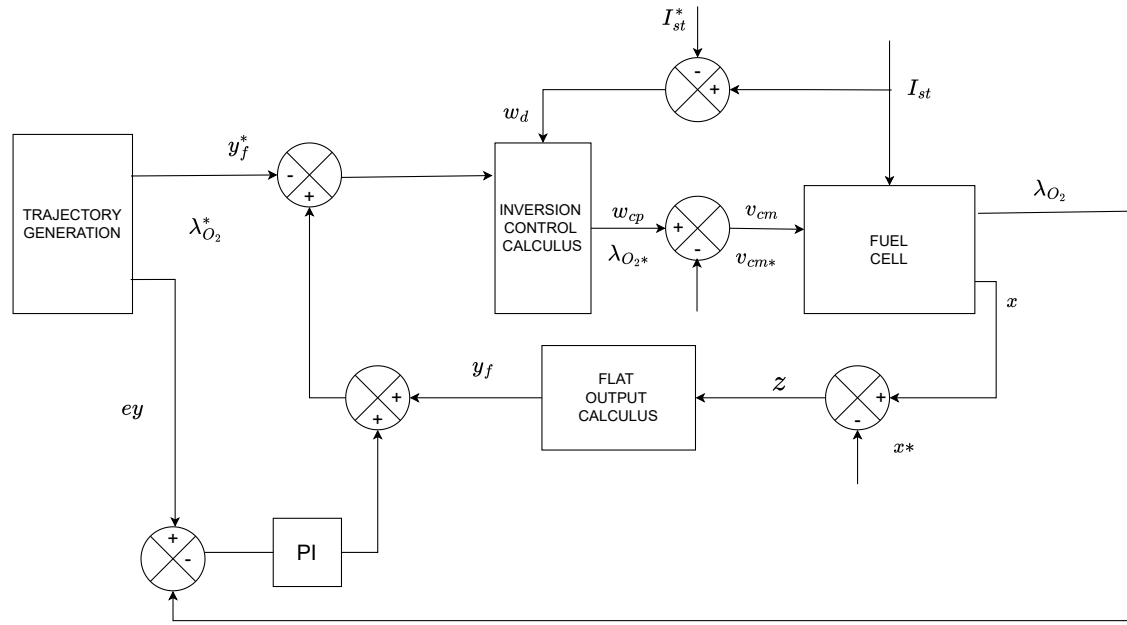 I*st
-
+
Ist
wd
y*f
-
+
TRAJECTORY
GENERATION
λ*O2
INVERSION
CONTROL
CALCULUS
wcp
λO2*
+
-
vcm
vcm*
FUEL
CELL
λO2
x
yf
FLAT
OUTPUT
CALCULUS
z
+
-
x*
+
+
ey
+
-
PI